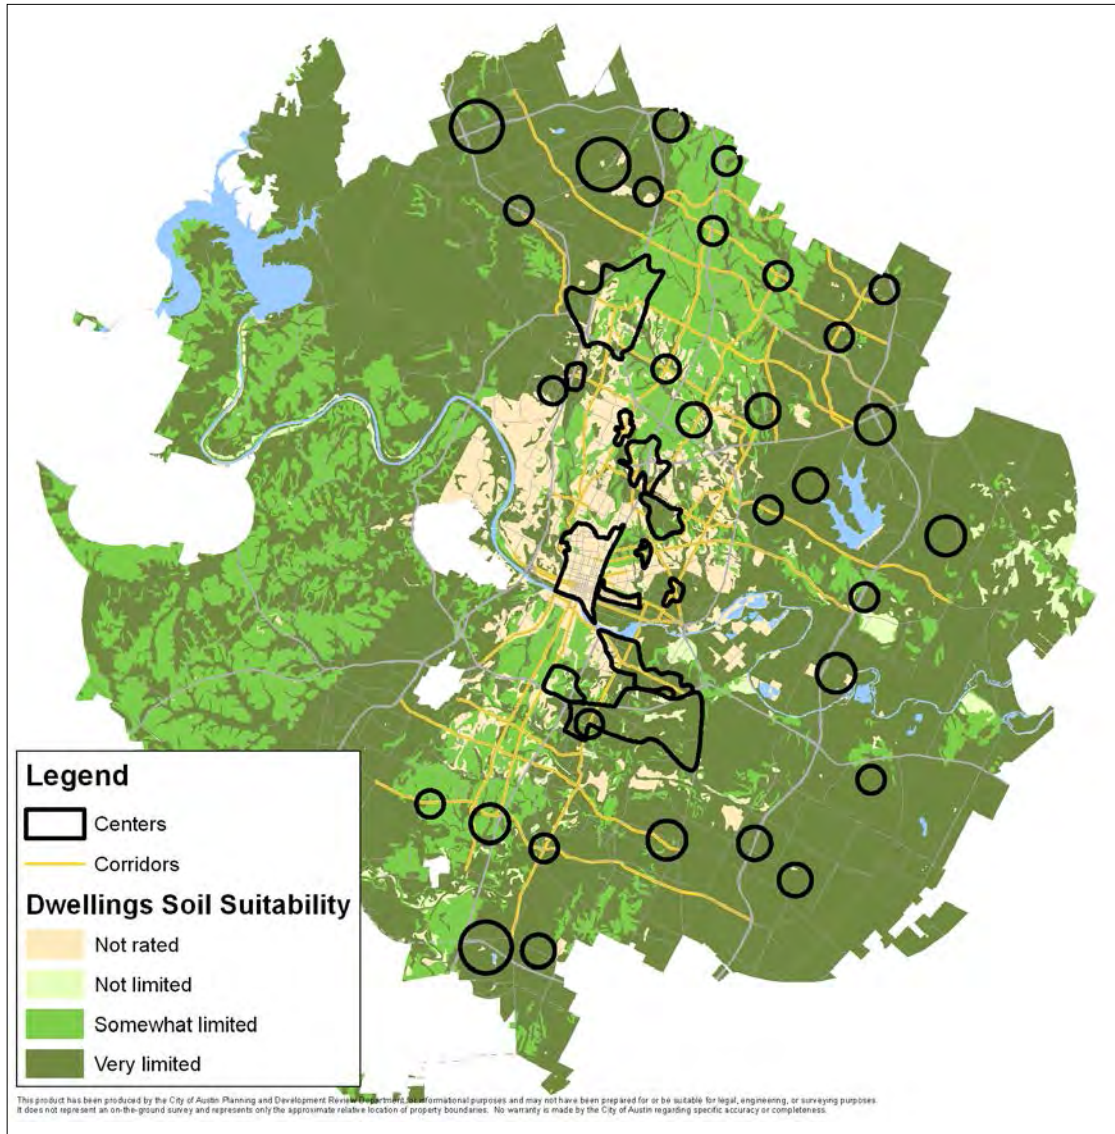 Legend
Centers
Corridors
Dwellings Soil Suitability
Not rated
Not limited
Somewhat limited
Very limited
This product has been produced by the City of Austin Planning and Development Review Department for informational purposes and may not have been prepared for or be suitable for legal, engineering, or surveying purposes.
It does not represent an on-the-ground survey and represents only the approximate relative location of property boundaries. No warranty is made by the City of Austin regarding specific accuracy or completeness.